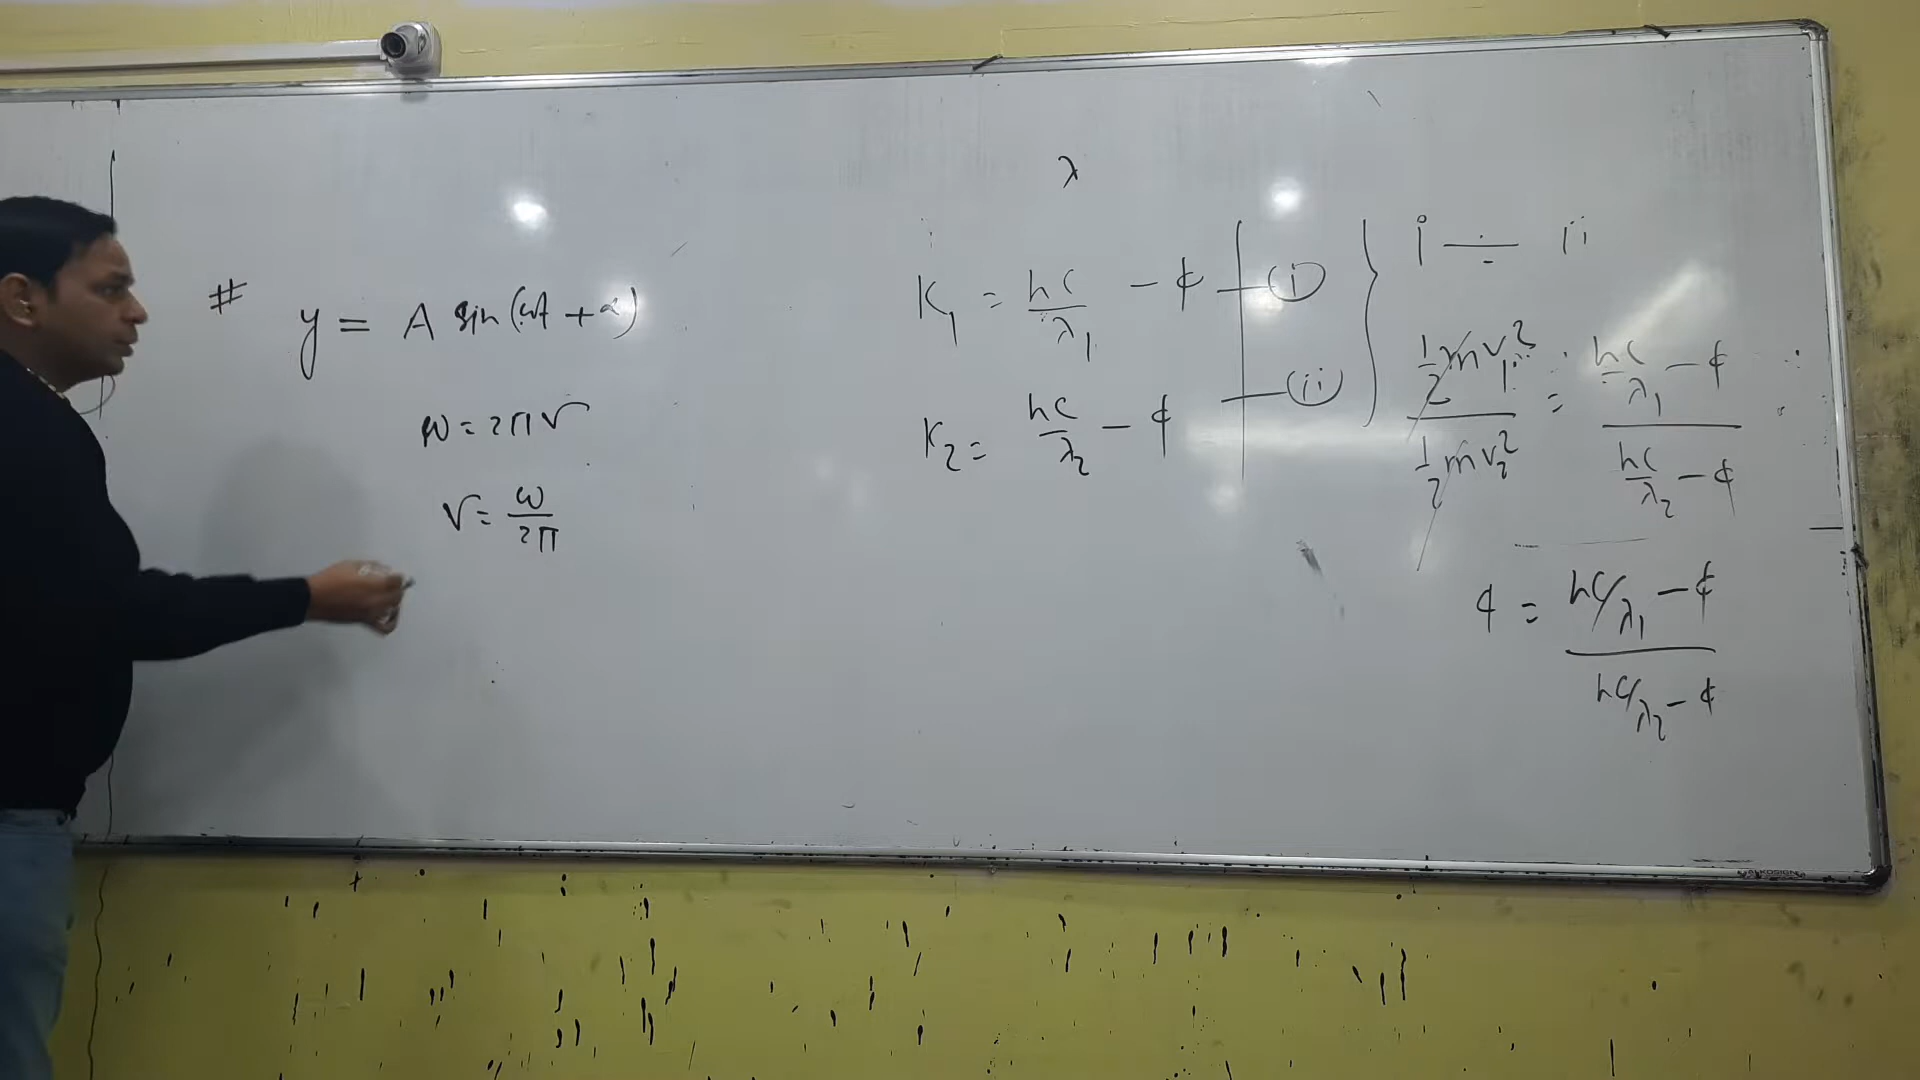 # y = A sin(ωt + α)
ω = 2πν
ν = ω/2π
λ
K₁ = hc/λ₁ - ϕ — (i)
K₂ = hc/λ₂ - ϕ — (ii)
i ÷ ii
½mv₁² / ½mv₂² = (hc/λ₁ - ϕ) / (hc/λ₂ - ϕ)
4 = (hc/λ₁ - ϕ) / (hc/λ₂ - ϕ)